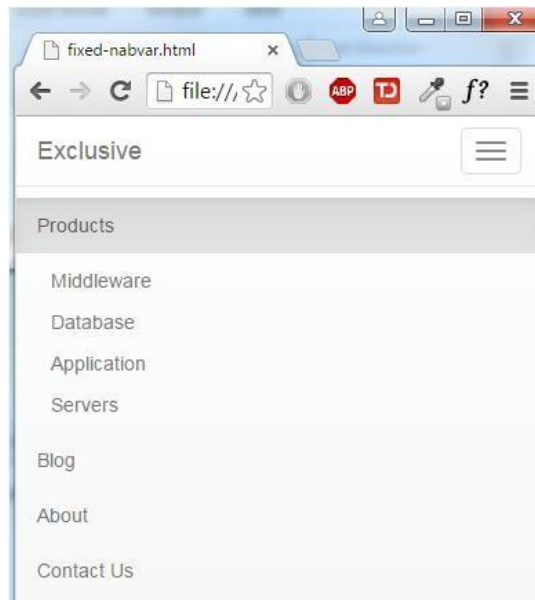 fixed-nabvar.html
file:///
ABP
f?
Exclusive
Products
Middleware
Database
Application
Servers
Blog
About
Contact Us